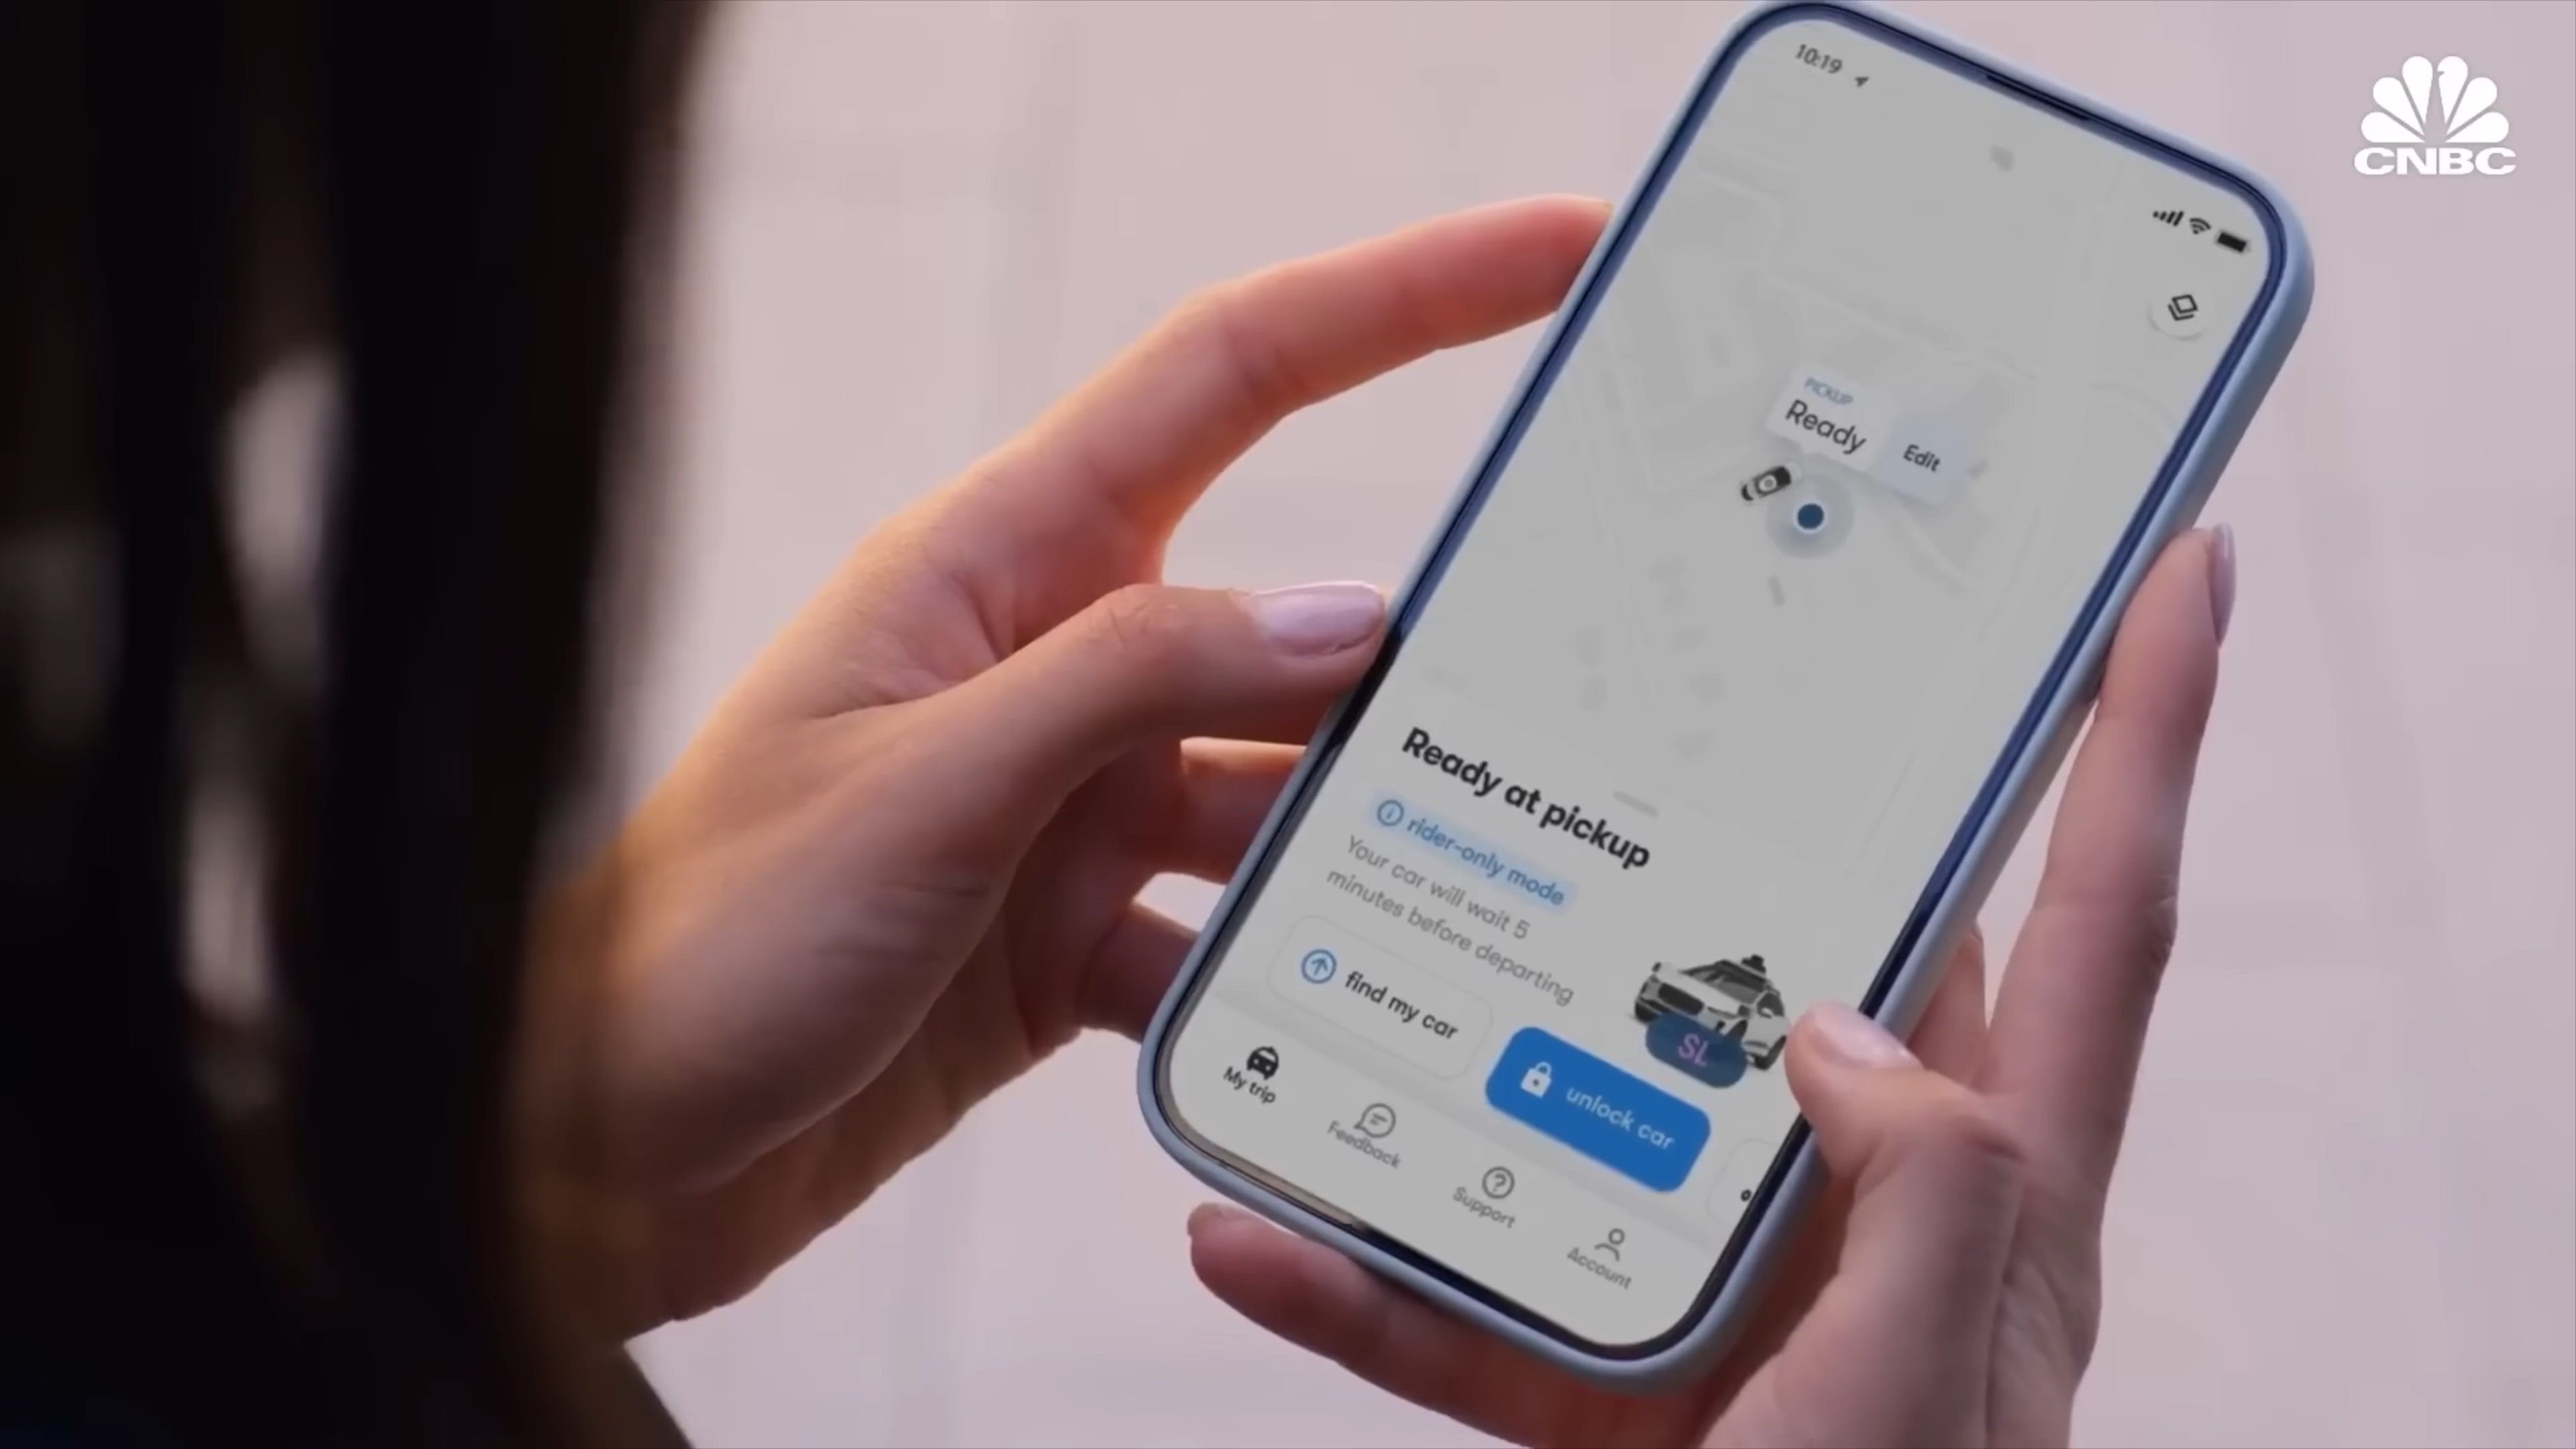 CNBC
10:19
PICKUP
Ready
Edit
Ready at pickup
rider-only mode
Your car will wait 5
minutes before departing
find my car
SL
unlock car
My trip
Feedback
Support
Account